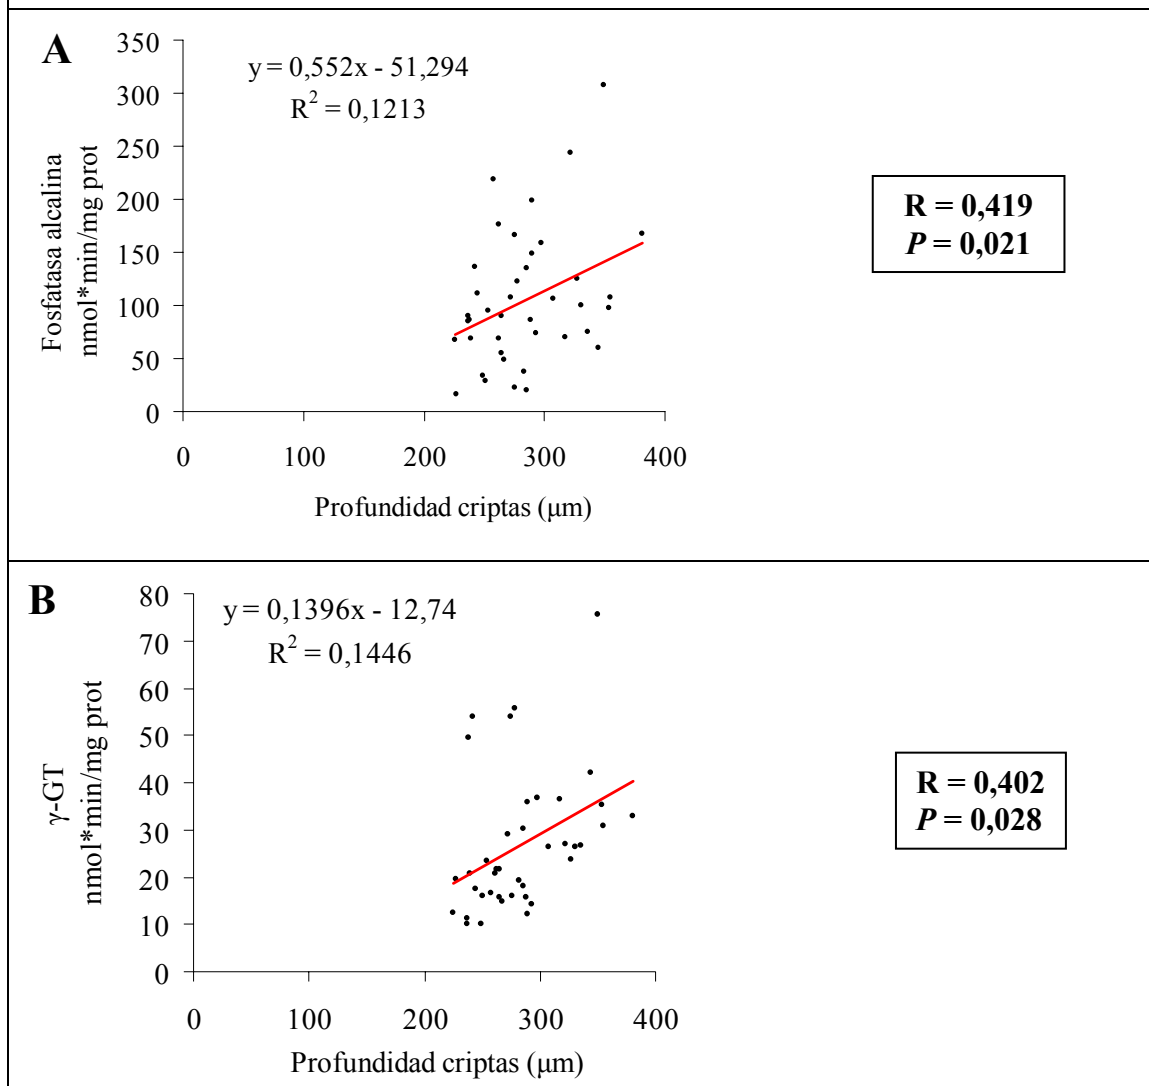 A
y = 0,552x - 51,294
R² = 0,1213
350
300
250
200
150
100
50
0
Fosfatasa alcalina
nmol*min/mg prot
0 100 200 300 400
Profundidad criptas (μm)
R = 0,419
P = 0,021
B
y = 0,1396x - 12,74
R² = 0,1446
80
70
60
50
40
30
20
10
0
γ-GT
nmol*min/mg prot
0 100 200 300 400
Profundidad criptas (μm)
R = 0,402
P = 0,028